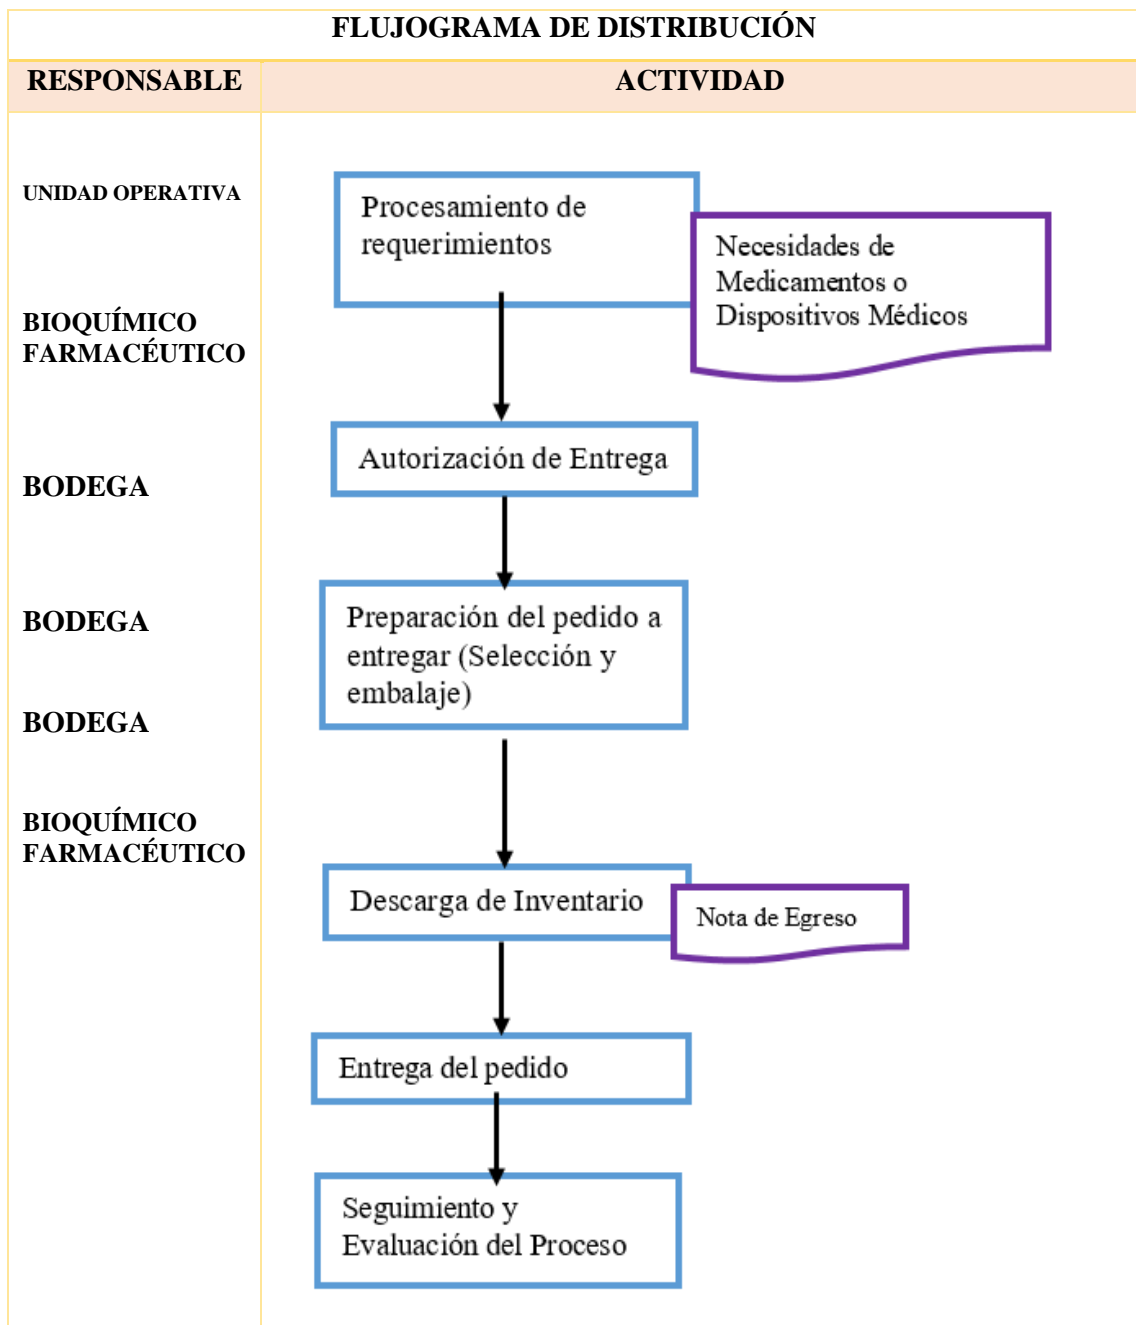 FLUJOGRAMA DE DISTRIBUCIÓN
RESPONSABLE
ACTIVIDAD
UNIDAD OPERATIVA
BIOQUÍMICO
FARMACÉUTICO
BODEGA
BODEGA
BODEGA
BIOQUÍMICO
FARMACÉUTICO
Procesamiento de
requerimientos
Necesidades de
Medicamentos o
Dispositivos Médicos
Autorización de Entrega
Preparación del pedido a
entregar (Selección y
embalaje)
Descarga de Inventario
Nota de Egreso
Entrega del pedido
Seguimiento y
Evaluación del Proceso